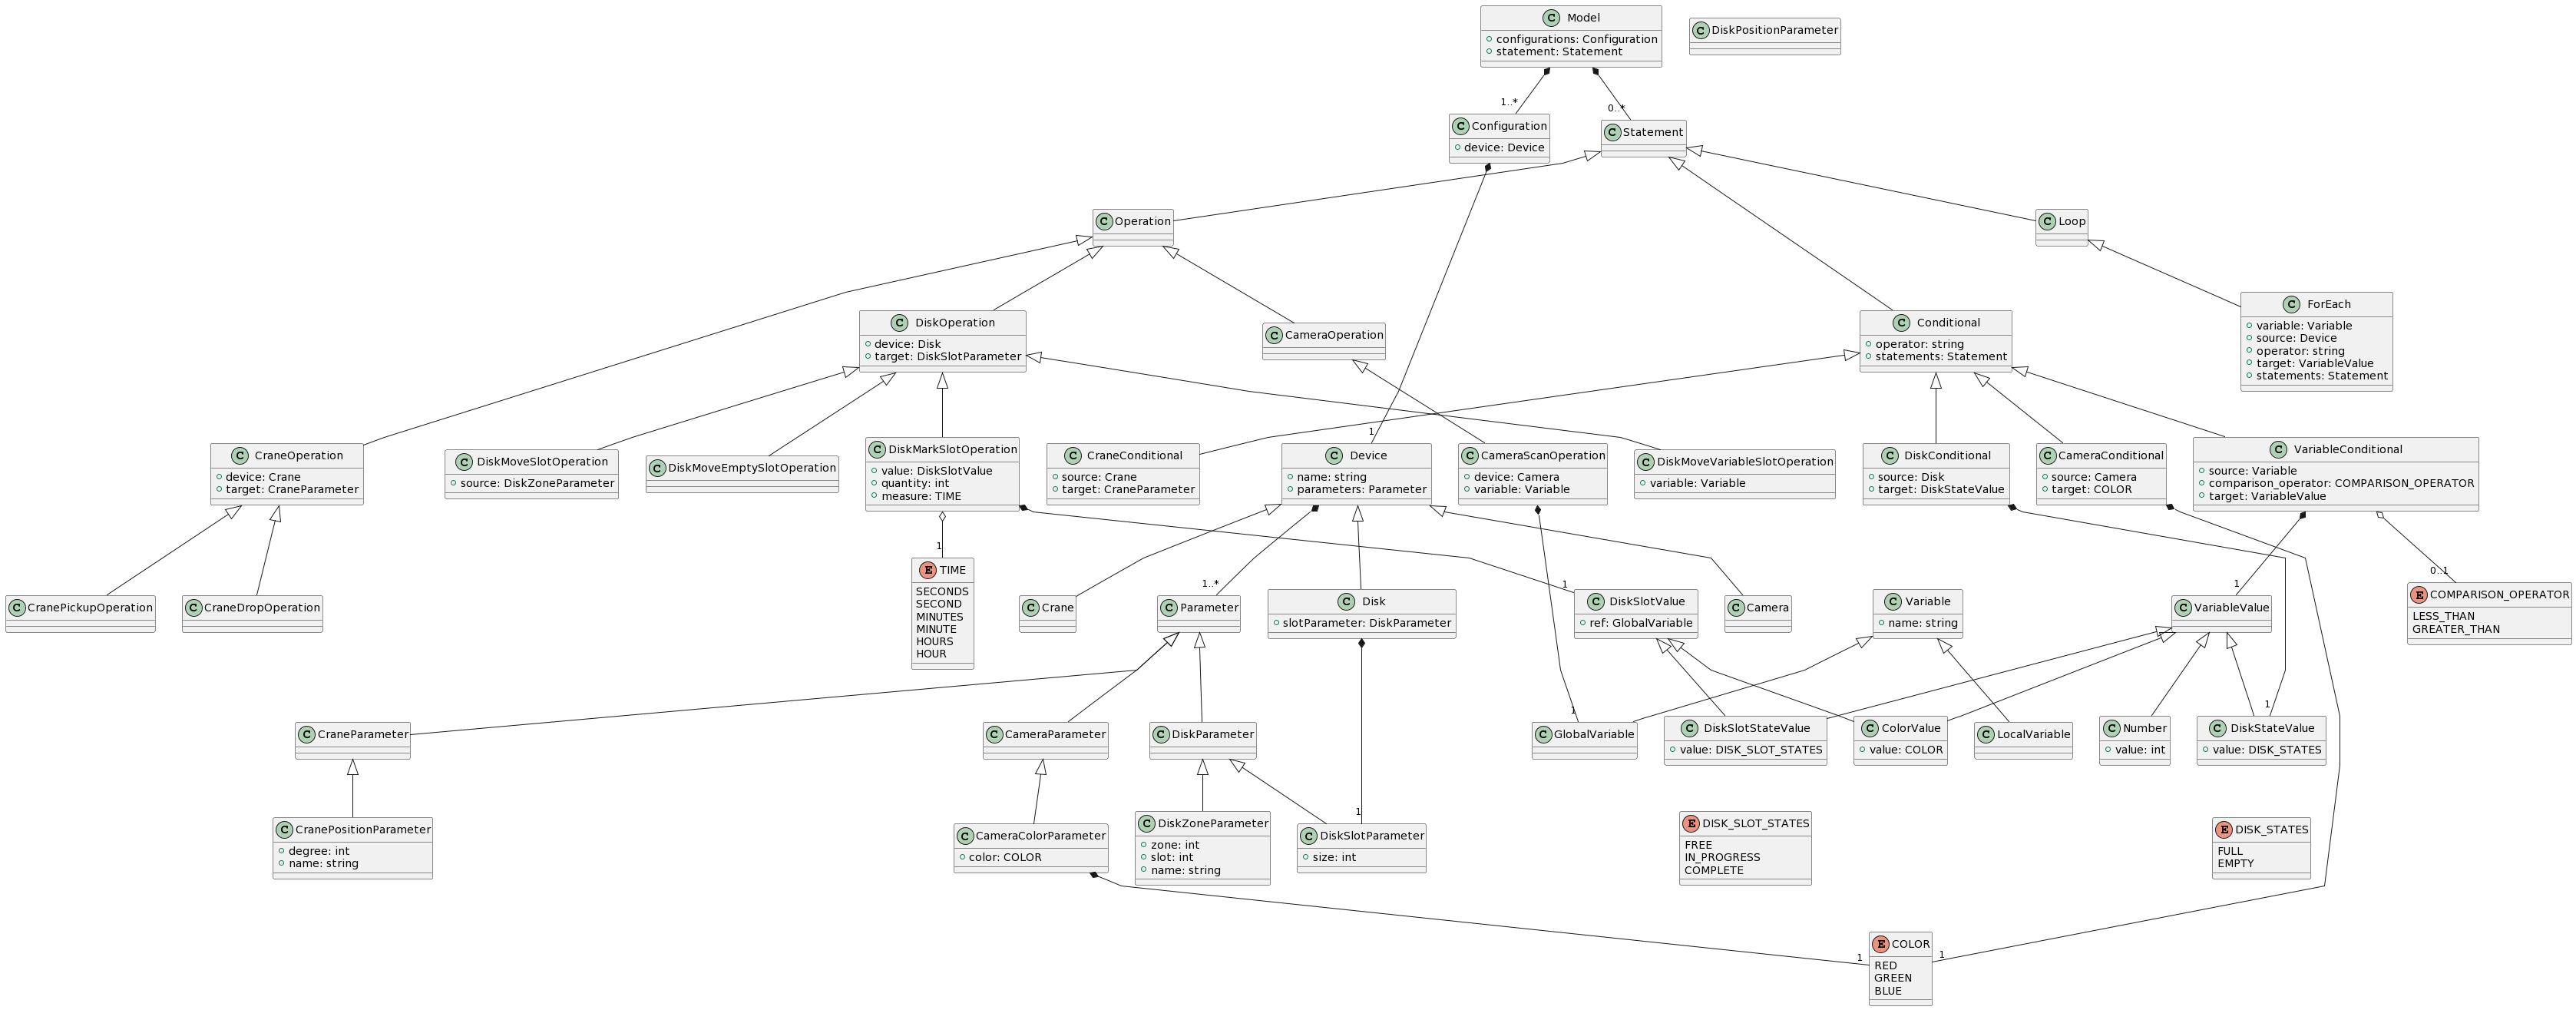 C Model
+ configurations: Configuration
+ statement: Statement
C DiskPositionParameter
1..*
0..*
C Configuration
+ device: Device
C Statement
C Operation
C Loop
C DiskOperation
+ device: Disk
+ target: DiskSlotParameter
C CameraOperation
C Conditional
+ operator: string
+ statements: Statement
C ForEach
+ variable: Variable
+ source: Device
+ operator: string
+ target: VariableValue
+ statements: Statement
1
C CraneOperation
+ device: Crane
+ target: CraneParameter
C DiskMoveSlotOperation
+ source: DiskZoneParameter
C DiskMoveEmptySlotOperation
C DiskMarkSlotOperation
+ value: DiskSlotValue
+ quantity: int
+ measure: TIME
C CraneConditional
+ source: Crane
+ target: CraneParameter
C Device
+ name: string
+ parameters: Parameter
C CameraScanOperation
+ device: Camera
+ variable: Variable
C DiskMoveVariableSlotOperation
+ variable: Variable
C DiskConditional
+ source: Disk
+ target: DiskStateValue
C CameraConditional
+ source: Camera
+ target: COLOR
C VariableConditional
+ source: Variable
+ comparison_operator: COMPARISON_OPERATOR
+ target: VariableValue
1
1..*
1
1
0..1
C CranePickupOperation
C CraneDropOperation
E TIME
SECONDS
SECOND
MINUTES
MINUTE
HOURS
HOUR
C Crane
C Parameter
C Disk
+ slotParameter: DiskParameter
C DiskSlotValue
+ ref: GlobalVariable
C Camera
C Variable
+ name: string
C VariableValue
E COMPARISON_OPERATOR
LESS_THAN
GREATER_THAN
1
1
C CraneParameter
C CameraParameter
C DiskParameter
C GlobalVariable
C DiskSlotStateValue
+ value: DISK_SLOT_STATES
C ColorValue
+ value: COLOR
C LocalVariable
C Number
+ value: int
C DiskStateValue
+ value: DISK_STATES
1
C CranePositionParameter
+ degree: int
+ name: string
C CameraColorParameter
+ color: COLOR
C DiskZoneParameter
+ zone: int
+ slot: int
+ name: string
C DiskSlotParameter
+ size: int
E DISK_SLOT_STATES
FREE
IN_PROGRESS
COMPLETE
E DISK_STATES
FULL
EMPTY
1
1
E COLOR
RED
GREEN
BLUE